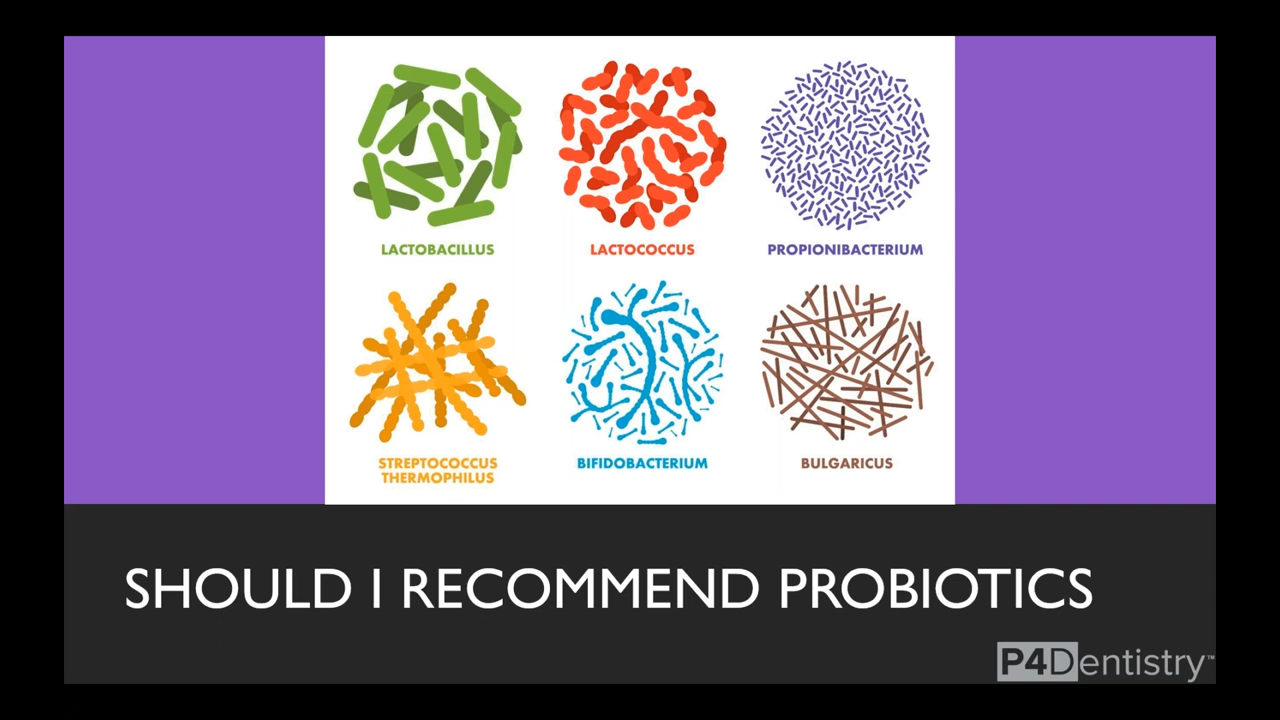 LACTOBACILLUS
LACTOCOCCUS
PROPIONIBACTERIUM
STREPTOCOCCUS
THERMOPHILUS
BIFIDOBACTERIUM
BULGARICUS
SHOULD I RECOMMEND PROBIOTICS
P4Dentistry™